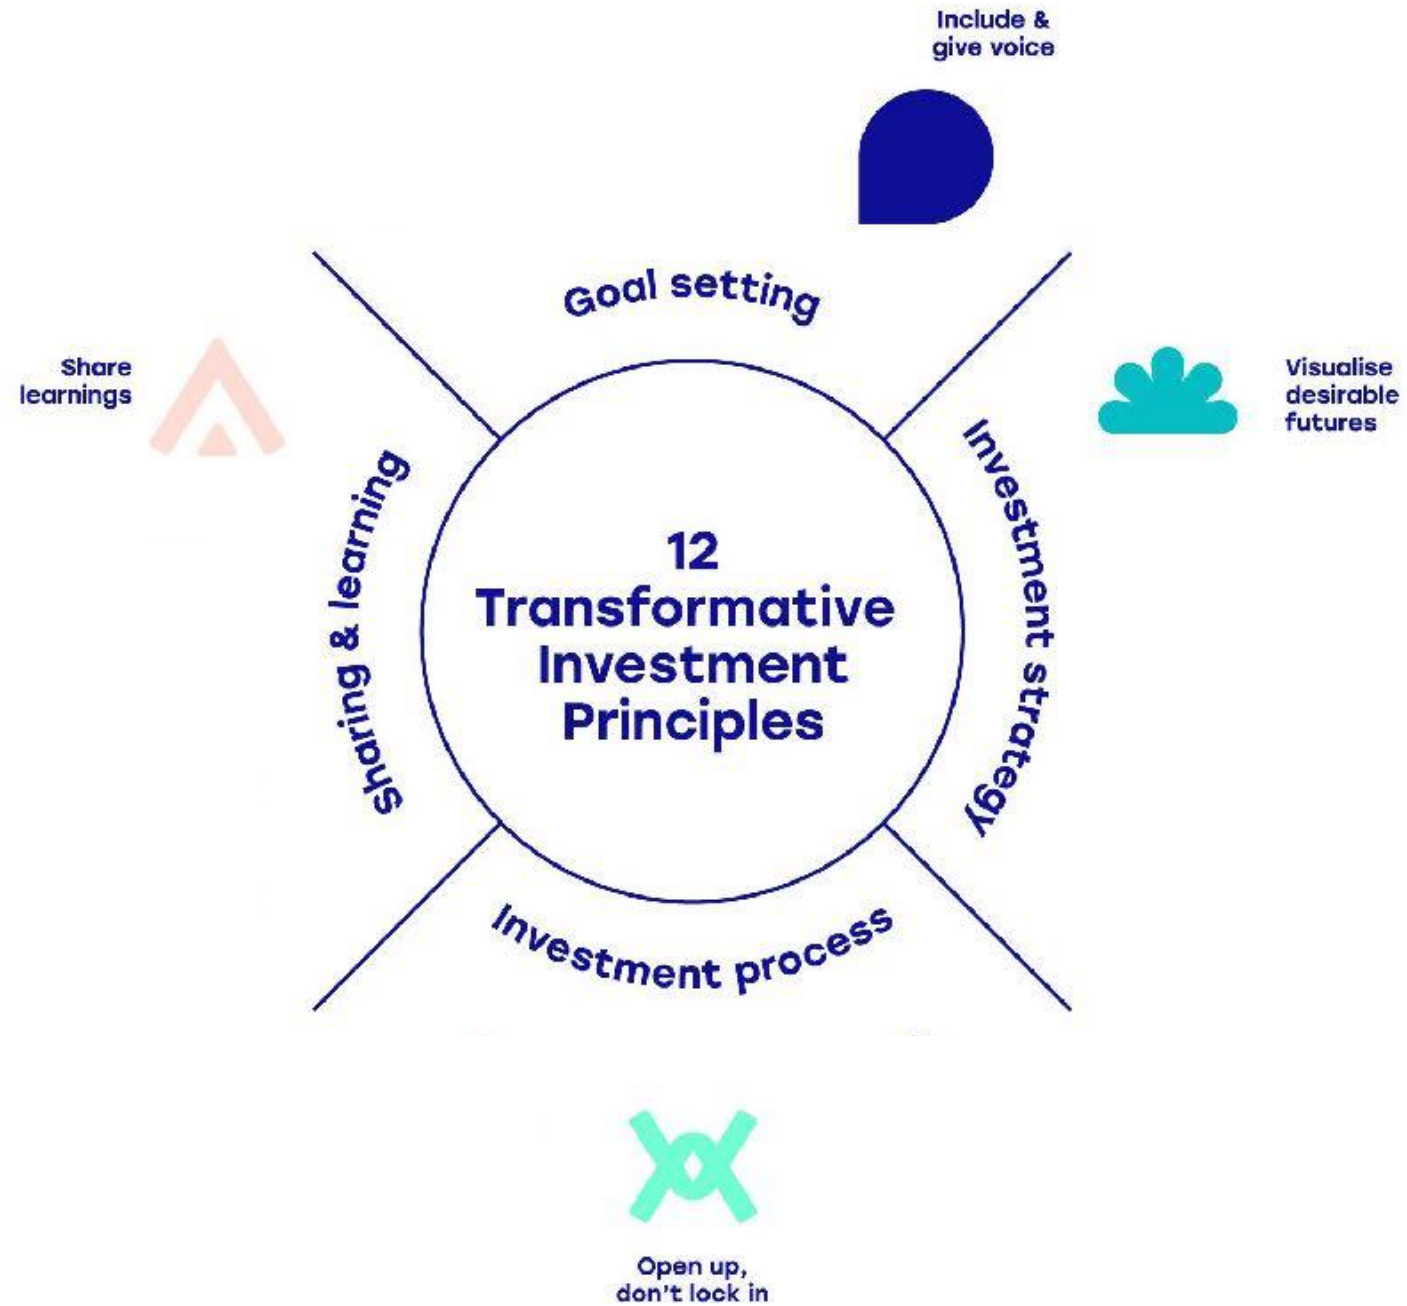 Include &
give voice
Goal setting
Share
learnings
Visualise
desirable
futures
Sharing & learning
12
Transformative
Investment
Principles
Investment strategy
Investment process
Open up,
don't lock in